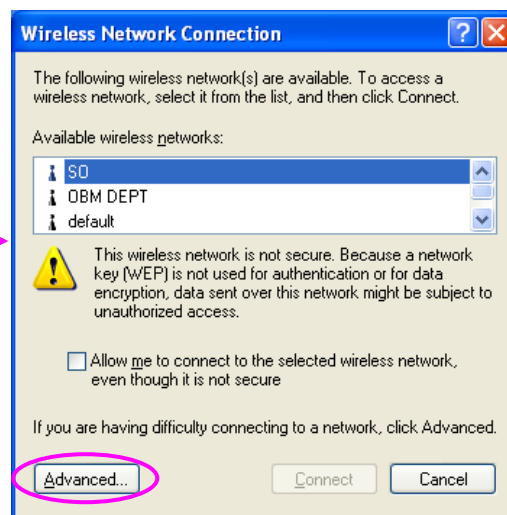 Wireless Network Connection
The following wireless network(s) are available. To access a
wireless network, select it from the list, and then click Connect.
Available wireless networks:
SO
OBM DEPT
default
This wireless network is not secure. Because a network
key (WEP) is not used for authentication or for data
encryption, data sent over this network might be subject to
unauthorized access.
Allow me to connect to the selected wireless network,
even though it is not secure
If you are having difficulty connecting to a network, click Advanced.
Advanced... Connect Cancel